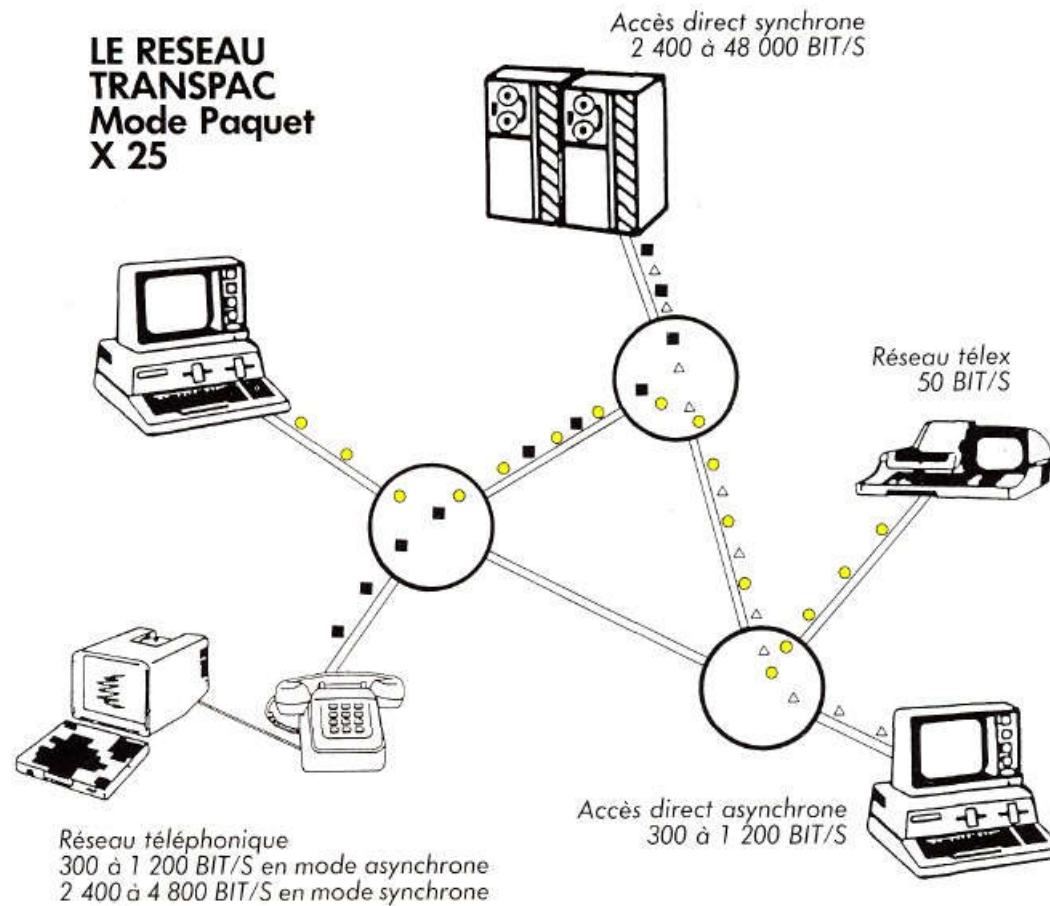 LE RESEAU
TRANSPAC
Mode Paquet
X 25
Accès direct synchrone
2 400 à 48 000 BIT/S
Réseau télex
50 BIT/S
Accès direct asynchrone
300 à 1 200 BIT/S
Réseau téléphonique
300 à 1 200 BIT/S en mode asynchrone
2 400 à 4 800 BIT/S en mode synchrone